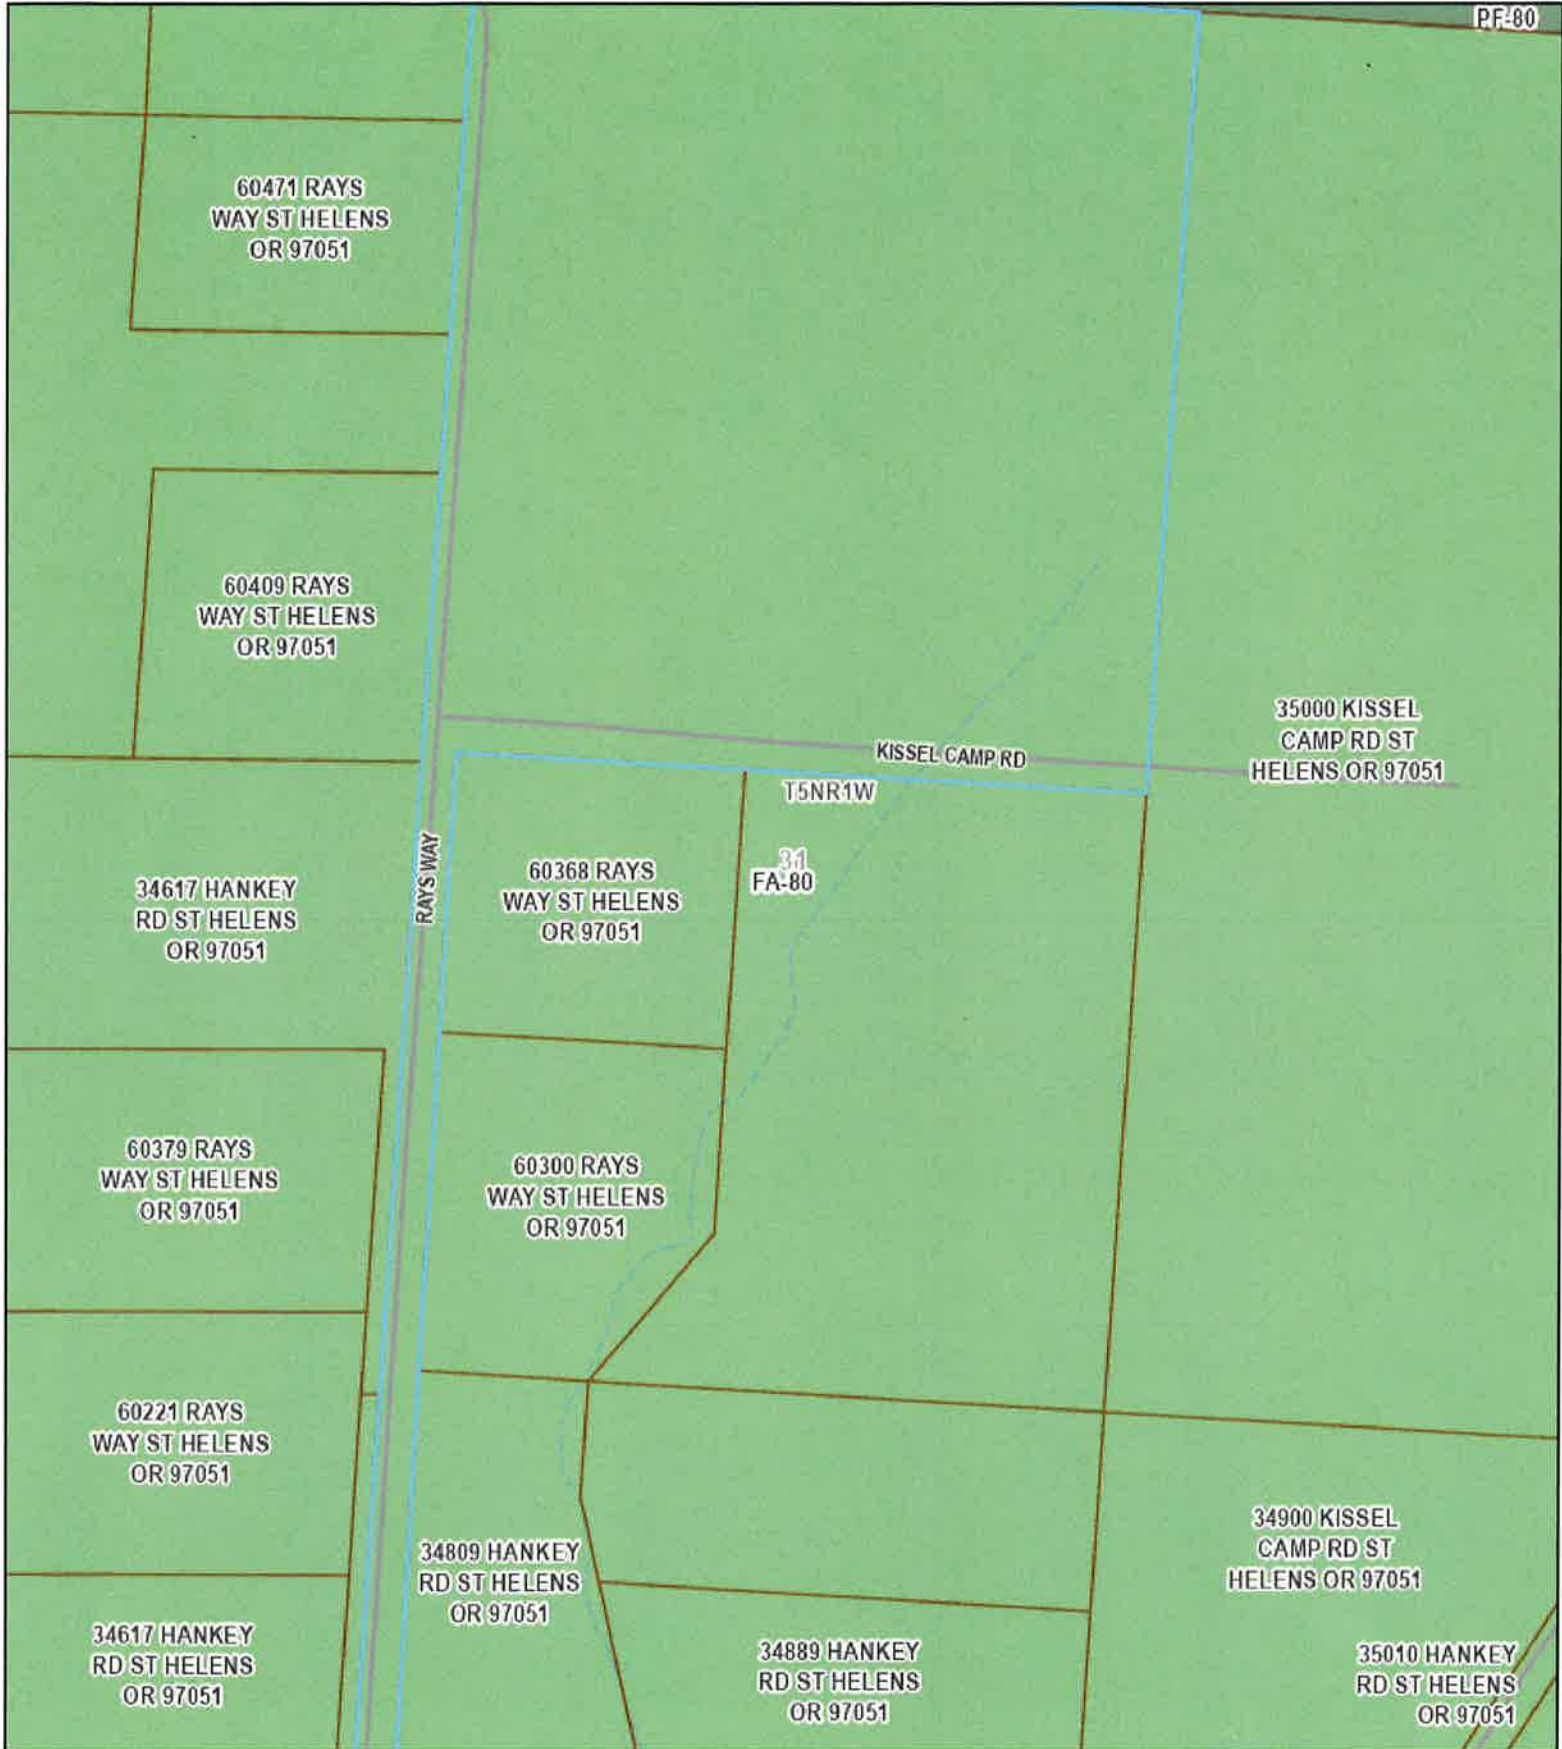 PF-80
60471 RAYS
WAY ST HELENS
OR 97051
60409 RAYS
WAY ST HELENS
OR 97051
35000 KISSEL
CAMP RD ST
HELENS OR 97051
KISSEL CAMP RD
T5NR1W
31
FA-80
RAYS WAY
60368 RAYS
WAY ST HELENS
OR 97051
34617 HANKEY
RD ST HELENS
OR 97051
60379 RAYS
WAY ST HELENS
OR 97051
60300 RAYS
WAY ST HELENS
OR 97051
60221 RAYS
WAY ST HELENS
OR 97051
34809 HANKEY
RD ST HELENS
OR 97051
34900 KISSEL
CAMP RD ST
HELENS OR 97051
34617 HANKEY
RD ST HELENS
OR 97051
34889 HANKEY
RD ST HELENS
OR 97051
35010 HANKEY
RD ST HELENS
OR 97051